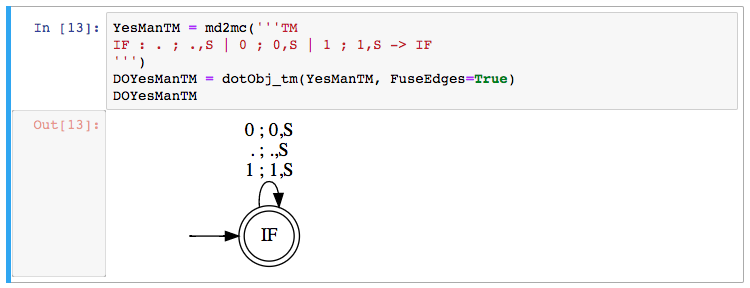 In [13]: YesManTM = md2mc('''TM
IF : . ; .,S | 0 ; 0,S | 1 ; 1,S -> IF
''')
DOYesManTM = dotObj_tm(YesManTM, FuseEdges=True)
DOYesManTM
Out[13]:
0 ; 0,S
. ; .,S
1 ; 1,S
IF